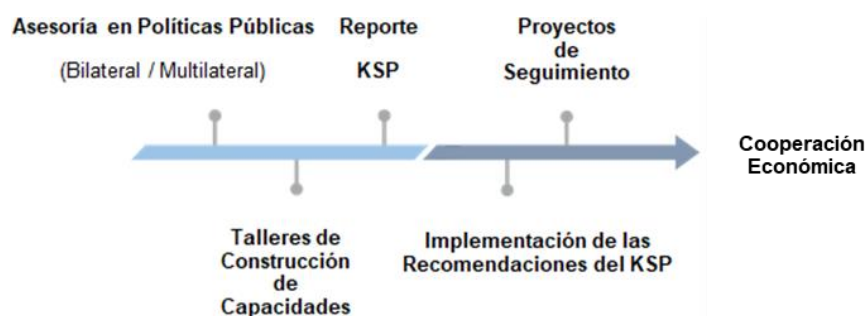 Asesoría en Políticas Públicas
(Bilateral / Multilateral)
Reporte
KSP
Proyectos
de
Seguimiento
Cooperación
Económica
Talleres de
Construcción
de
Capacidades
Implementación de las
Recomendaciones del KSP